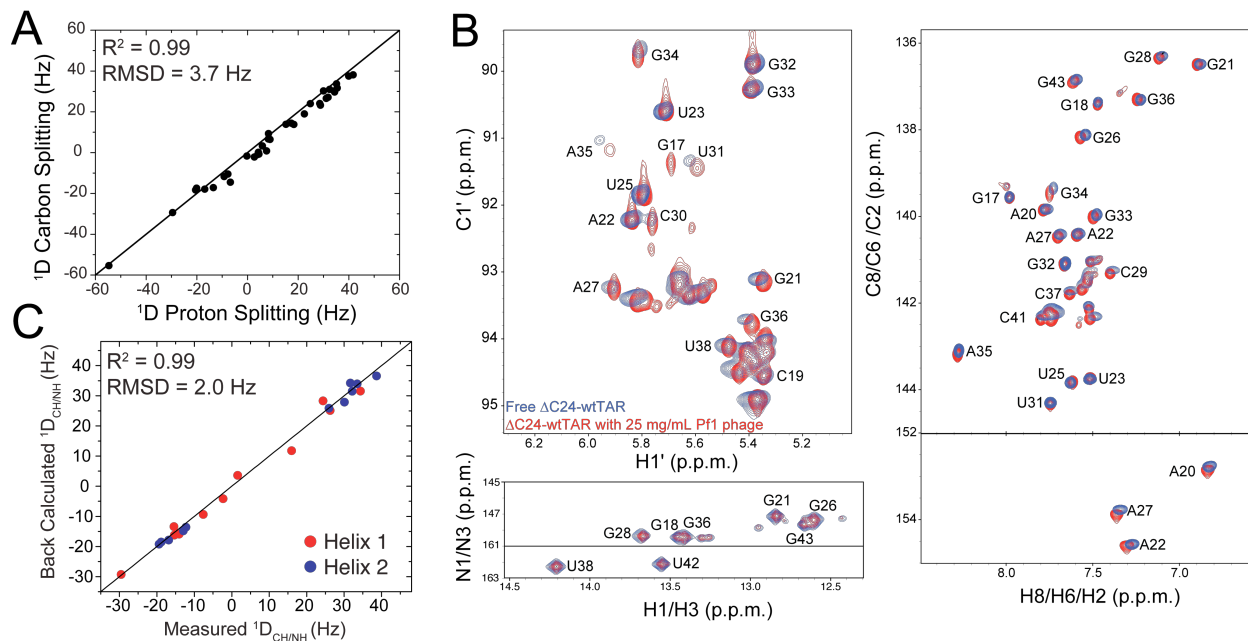 A
R² = 0.99
RMSD = 3.7 Hz
¹D Carbon Splitting (Hz)
60
40
20
0
-20
-40
-60
-60 -40 -20 0 20 40 60
¹D Proton Splitting (Hz)
B
C1' (p.p.m.)
90
91
92
93
94
95
G34
G32
G33
U23
A35
G17
U31
U25
A22
C30
A27
G21
G36
U38
C19
Free ΔC24-wtTAR
ΔC24-wtTAR with 25 mg/mL Pf1 phage
6.2 6.0 5.8 5.6 5.4 5.2
H1' (p.p.m.)
N1/N3 (p.p.m.)
145
147
161
163
G21
G26
G28
G18
G36
G43
U38
U42
14.5 14.0 13.5 13.0 12.5
H1/H3 (p.p.m.)
C8/C6 /C2 (p.p.m.)
136
138
140
142
144
152
154
G28
G21
G43
G18
G36
G26
G17
G34
A20
G33
A27
A22
G32
C29
C37
C41
A35
U25
U23
U31
A20
A27
A22
8.0 7.5 7.0
H8/H6/H2 (p.p.m.)
C
R² = 0.99
RMSD = 2.0 Hz
Back Calculated ¹D_CH/NH (Hz)
40
30
20
10
0
-10
-20
-30
Helix 1
Helix 2
-30 -20 -10 0 10 20 30 40
Measured ¹D_CH/NH (Hz)